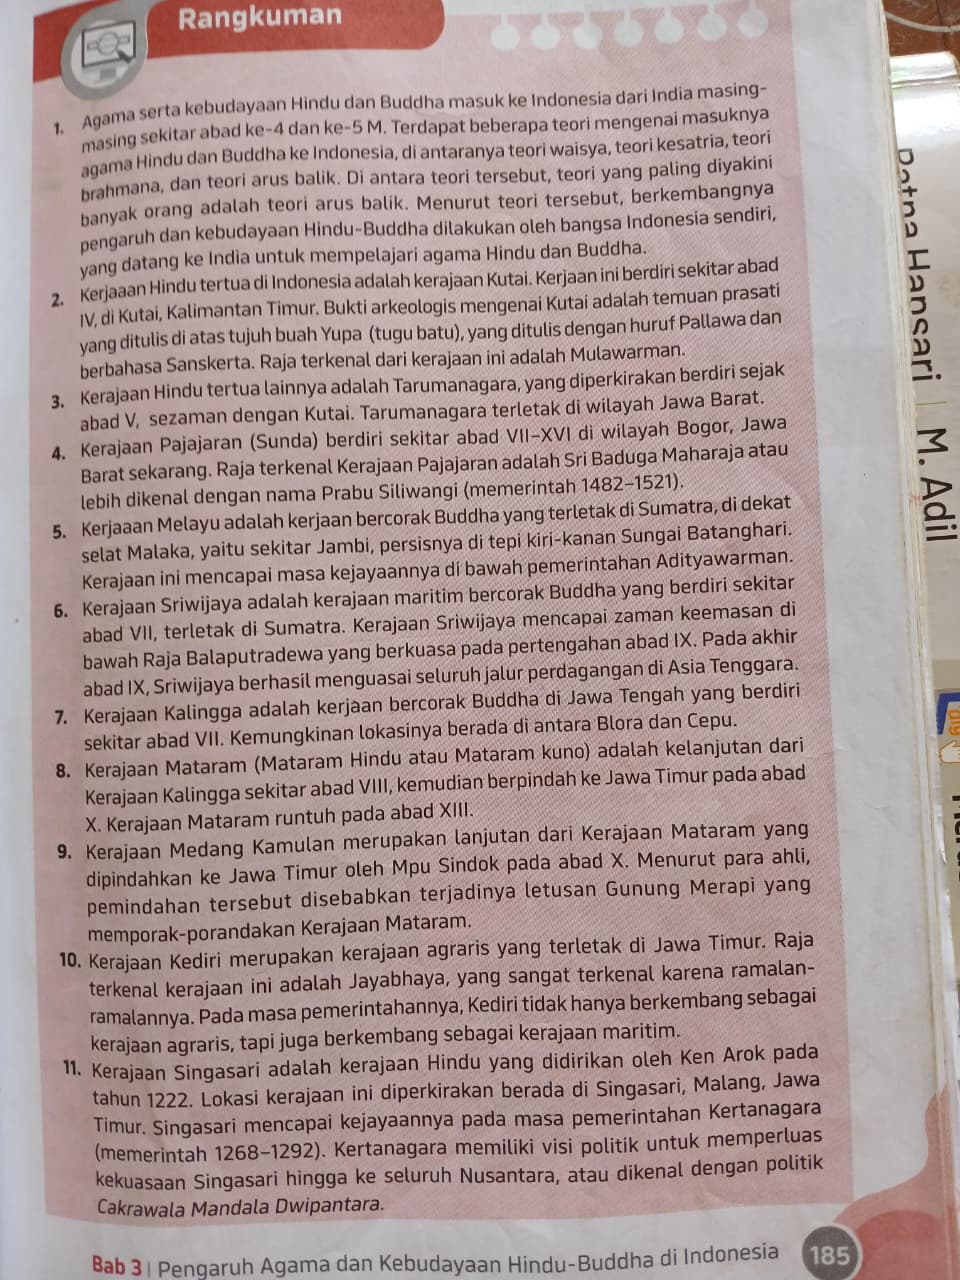 Rangkuman
1. Agama serta kebudayaan Hindu dan Buddha masuk ke Indonesia dari India masing-
masing sekitar abad ke-4 dan ke-5 M. Terdapat beberapa teori mengenai masuknya
agama Hindu dan Buddha ke Indonesia, di antaranya teori waisya, teori kesatria, teori
brahmana, dan teori arus balik. Di antara teori tersebut, teori yang paling diyakini
banyak orang adalah teori arus balik. Menurut teori tersebut, berkembangnya
pengaruh dan kebudayaan Hindu-Buddha dilakukan oleh bangsa Indonesia sendiri,
yang datang ke India untuk mempelajari agama Hindu dan Buddha.
2. Kerjaaan Hindu tertua di Indonesia adalah kerajaan Kutai. Kerjaan ini berdiri sekitar abad
IV, di Kutai, Kalimantan Timur. Bukti arkeologis mengenai Kutai adalah temuan prasati
yang ditulis di atas tujuh buah Yupa (tugu batu), yang ditulis dengan huruf Pallawa dan
berbahasa Sanskerta. Raja terkenal dari kerajaan ini adalah Mulawarman.
3. Kerajaan Hindu tertua lainnya adalah Tarumanagara, yang diperkirakan berdiri sejak
abad V, sezaman dengan Kutai. Tarumanagara terletak di wilayah Jawa Barat.
4. Kerajaan Pajajaran (Sunda) berdiri sekitar abad VII-XVI di wilayah Bogor, Jawa
Barat sekarang. Raja terkenal Kerajaan Pajajaran adalah Sri Baduga Maharaja atau
lebih dikenal dengan nama Prabu Siliwangi (memerintah 1482-1521).
5. Kerjaaan Melayu adalah kerjaan bercorak Buddha yang terletak di Sumatra, di dekat
selat Malaka, yaitu sekitar Jambi, persisnya di tepi kiri-kanan Sungai Batanghari.
Kerajaan ini mencapai masa kejayaannya di bawah pemerintahan Adityawarman.
6. Kerajaan Sriwijaya adalah kerajaan maritim bercorak Buddha yang berdiri sekitar
abad VII, terletak di Sumatra. Kerajaan Sriwijaya mencapai zaman keemasan di
bawah Raja Balaputradewa yang berkuasa pada pertengahan abad IX. Pada akhir
abad IX, Sriwijaya berhasil menguasai seluruh jalur perdagangan di Asia Tenggara.
7. Kerajaan Kalingga adalah kerjaan bercorak Buddha di Jawa Tengah yang berdiri
sekitar abad VII. Kemungkinan lokasinya berada di antara Blora dan Cepu.
8. Kerajaan Mataram (Mataram Hindu atau Mataram kuno) adalah kelanjutan dari
Kerajaan Kalingga sekitar abad VIII, kemudian berpindah ke Jawa Timur pada abad
X. Kerajaan Mataram runtuh pada abad XIII.
9. Kerajaan Medang Kamulan merupakan lanjutan dari Kerajaan Mataram yang
dipindahkan ke Jawa Timur oleh Mpu Sindok pada abad X. Menurut para ahli,
pemindahan tersebut disebabkan terjadinya letusan Gunung Merapi yang
memporak-porandakan Kerajaan Mataram.
10. Kerajaan Kediri merupakan kerajaan agraris yang terletak di Jawa Timur. Raja
terkenal kerajaan ini adalah Jayabhaya, yang sangat terkenal karena ramalan-
ramalannya. Pada masa pemerintahannya, Kediri tidak hanya berkembang sebagai
kerajaan agraris, tapi juga berkembang sebagai kerajaan maritim.
11. Kerajaan Singasari adalah kerajaan Hindu yang didirikan oleh Ken Arok pada
tahun 1222. Lokasi kerajaan ini diperkirakan berada di Singasari, Malang, Jawa
Timur. Singasari mencapai kejayaannya pada masa pemerintahan Kertanagara
(memerintah 1268-1292). Kertanagara memiliki visi politik untuk memperluas
kekuasaan Singasari hingga ke seluruh Nusantara, atau dikenal dengan politik
Cakrawala Mandala Dwipantara.
Bab 3 | Pengaruh Agama dan Kebudayaan Hindu-Buddha di Indonesia 185
Hapsari | M. Adil